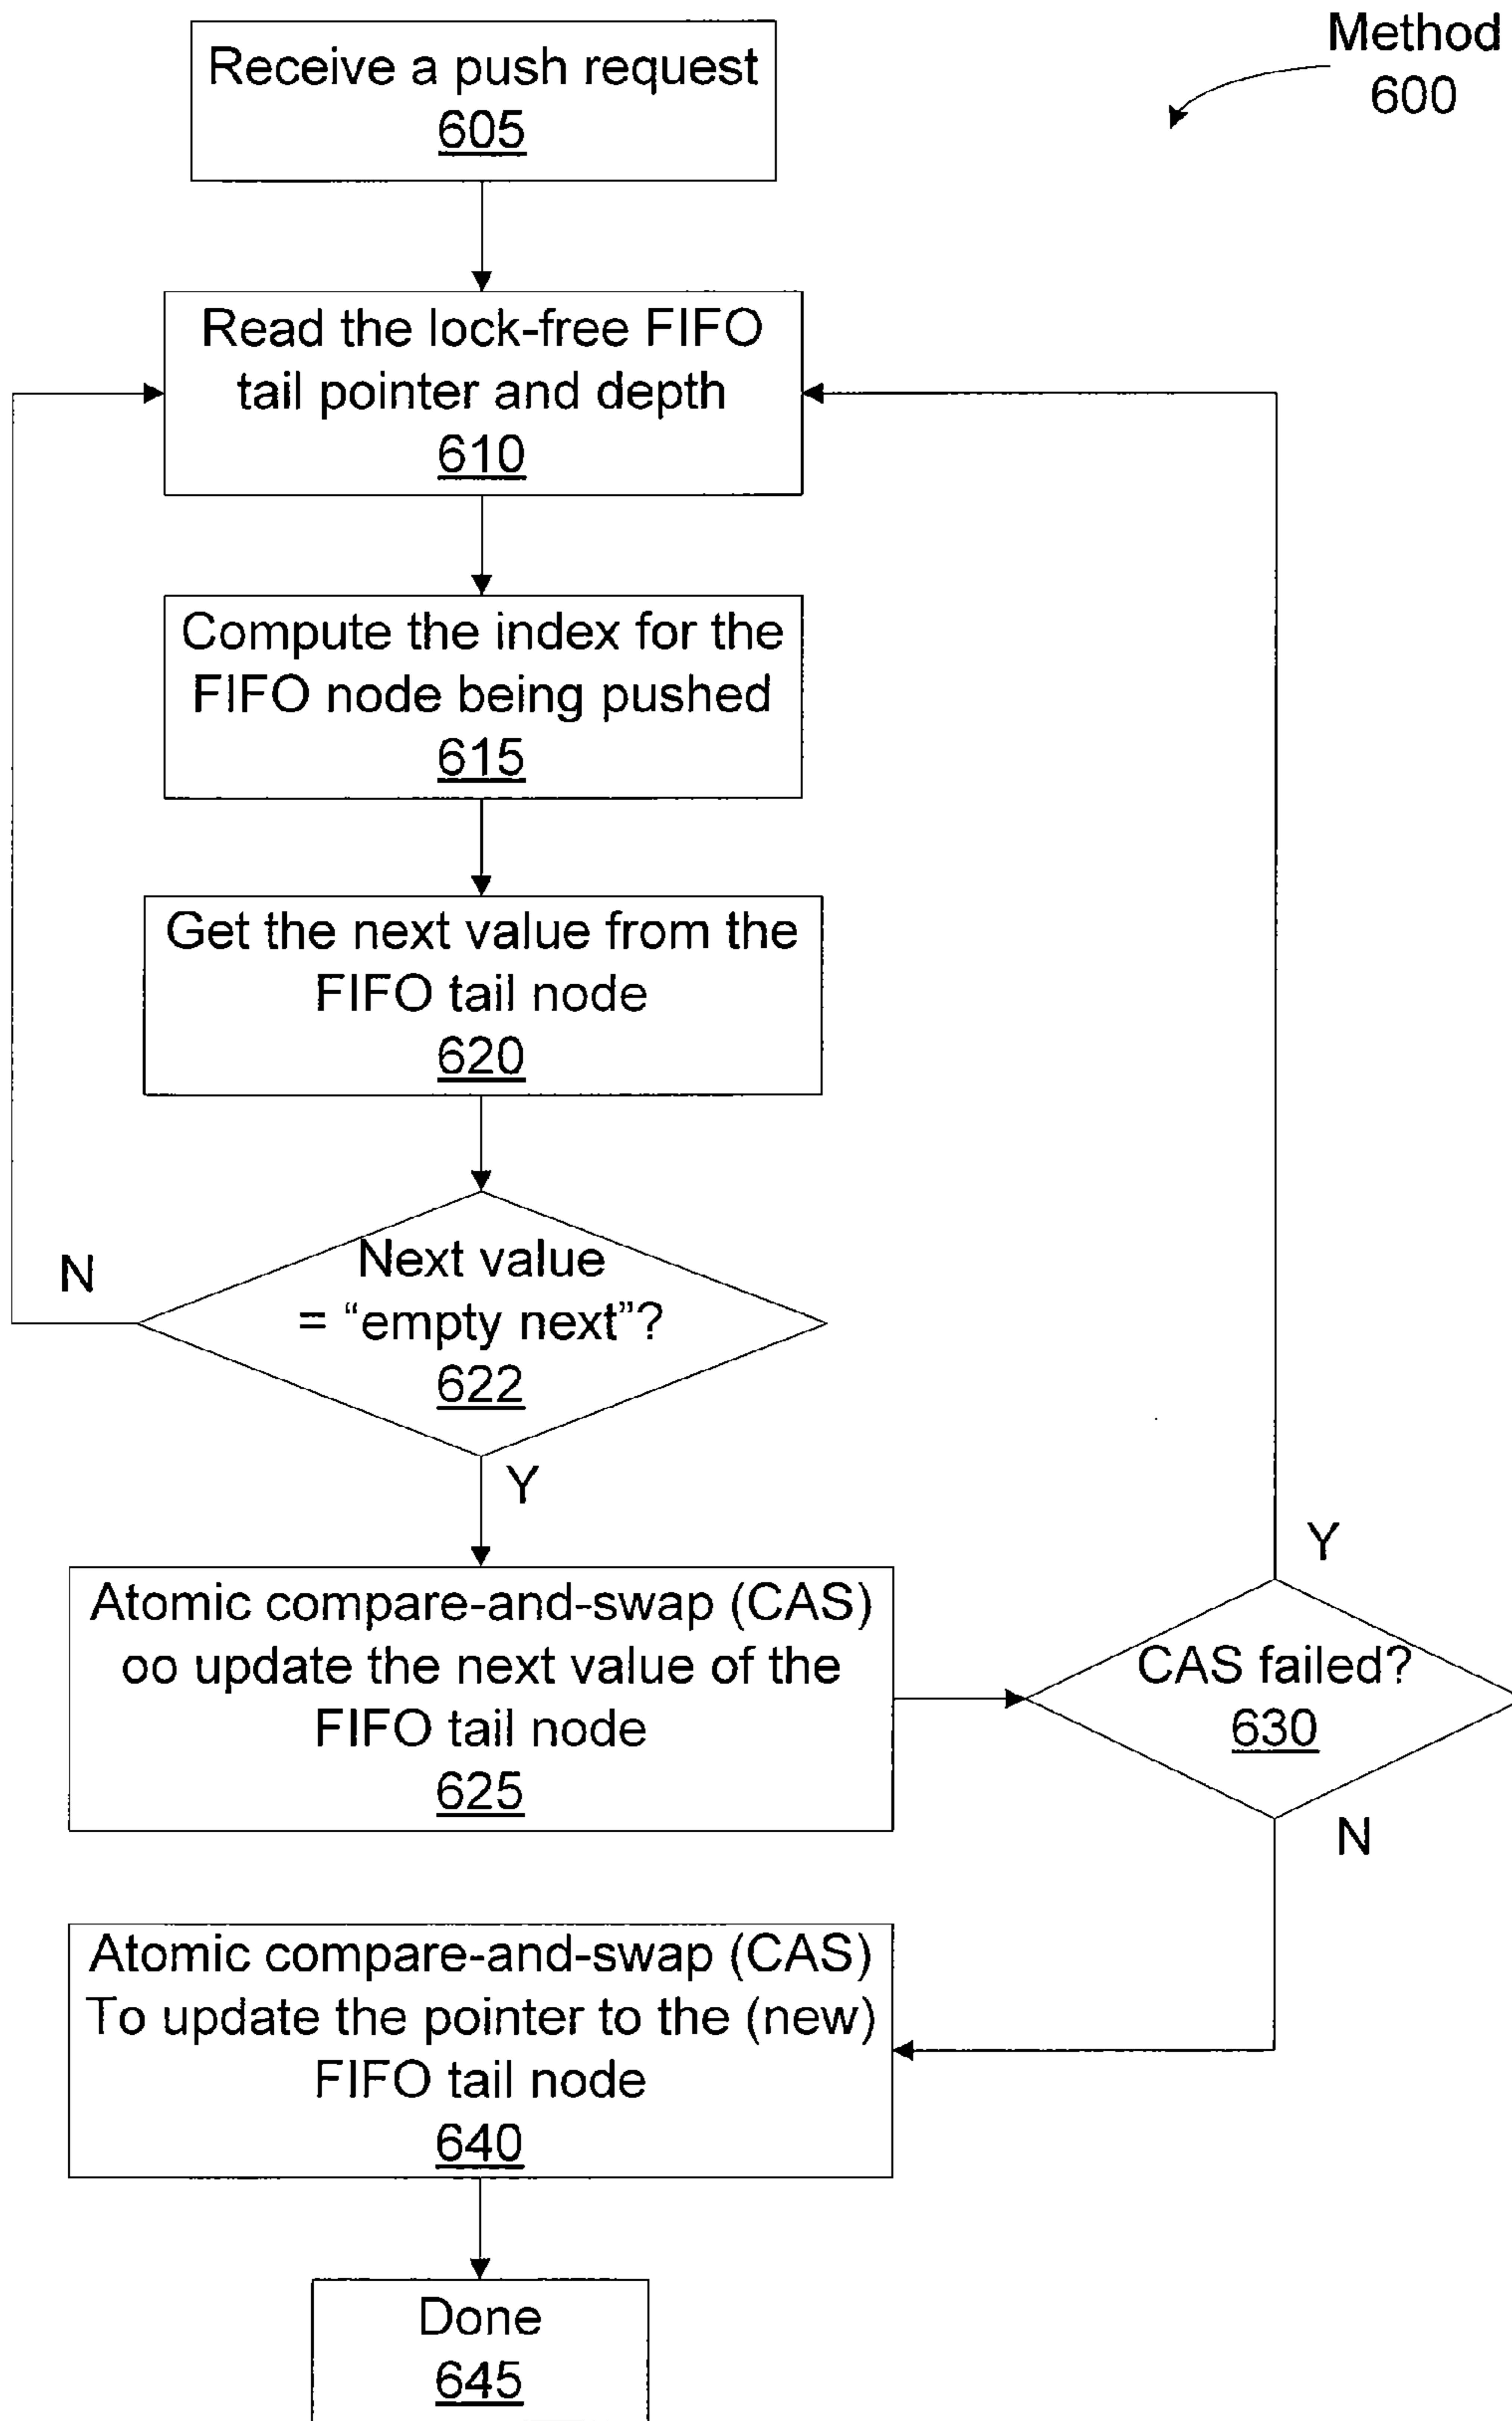 Method
600
Receive a push request
605
Read the lock-free FIFO
tail pointer and depth
610
Compute the index for the
FIFO node being pushed
615
Get the next value from the
FIFO tail node
620
Next value
= “empty next”?
622
N
Y
Atomic compare-and-swap (CAS)
oo update the next value of the
FIFO tail node
625
Y
CAS failed?
630
N
Atomic compare-and-swap (CAS)
To update the pointer to the (new)
FIFO tail node
640
Done
645